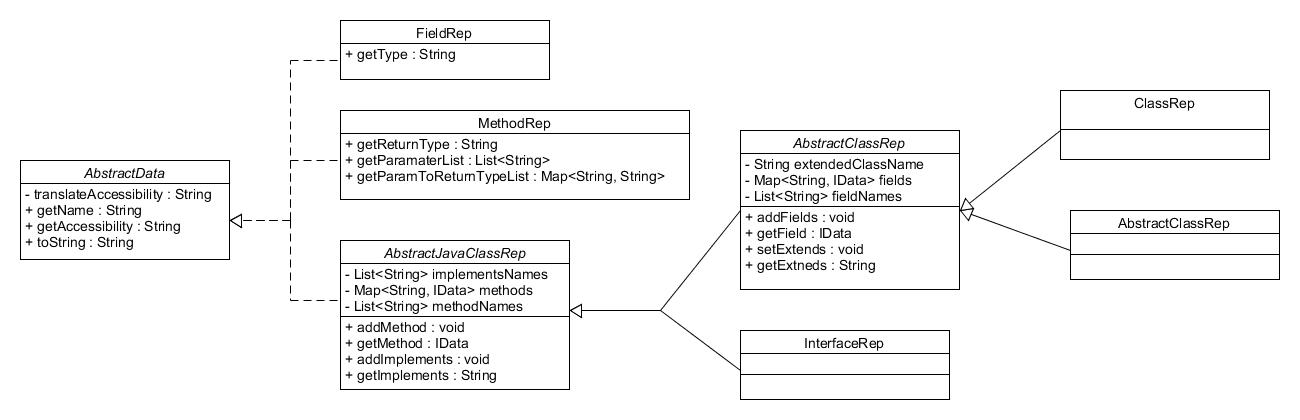 FieldRep
+ getType : String
MethodRep
+ getReturnType : String
+ getParamaterList : List<String>
+ getParamToReturnTypeList : Map<String, String>
AbstractData
- translateAccessibility : String
+ getName : String
+ getAccessibility : String
+ toString : String
AbstractJavaClassRep
- List<String> implementsNames
- Map<String, IData> methods
- List<String> methodNames
+ addMethod : void
+ getMethod : IData
+ addImplements : void
+ getImplements : String
AbstractClassRep
- String extendedClassName
- Map<String, IData> fields
- List<String> fieldNames
+ addFields : void
+ getField : IData
+ setExtends : void
+ getExtneds : String
InterfaceRep
ClassRep
AbstractClassRep